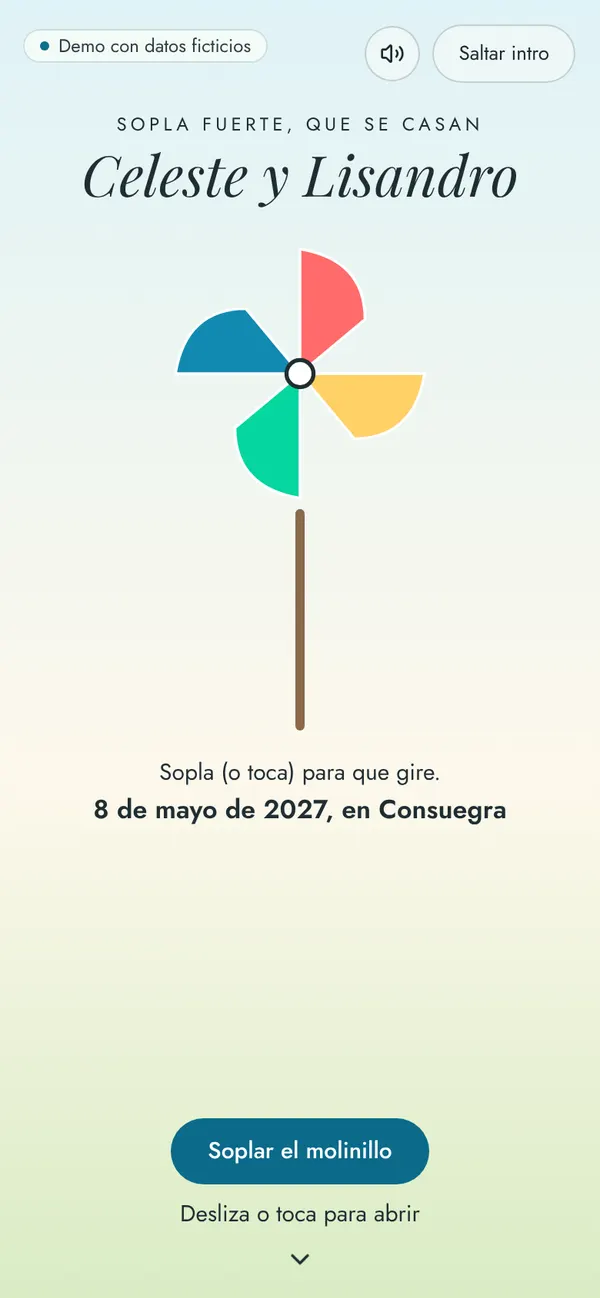 Demo con datos ficticios
Saltar intro
SOPLA FUERTE, QUE SE CASAN
Celeste y Lisandro
Sopla (o toca) para que gire.
8 de mayo de 2027, en Consuegra
Soplar el molinillo
Desliza o toca para abrir